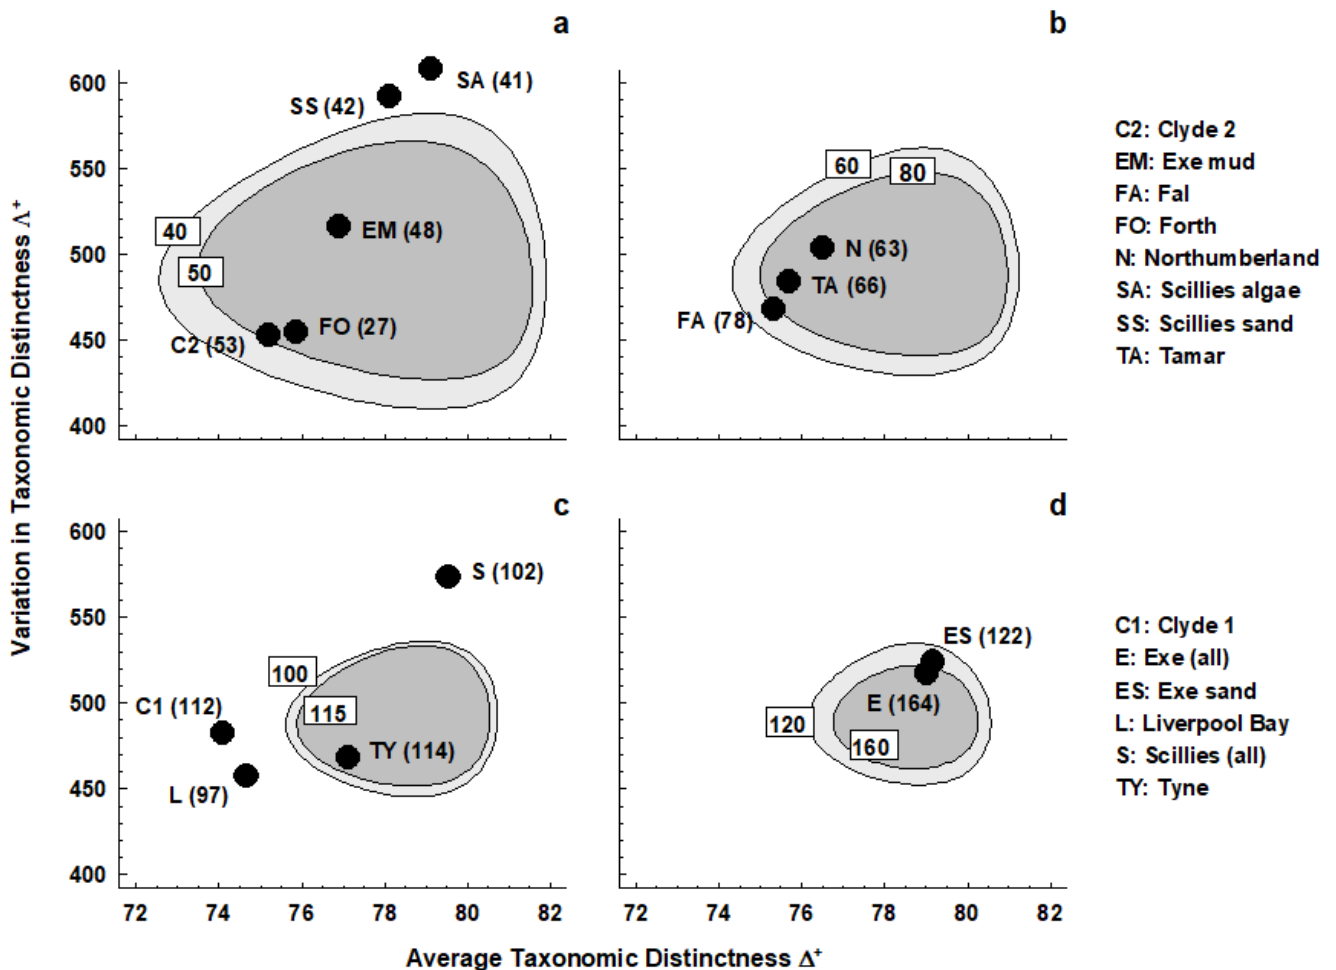 a
b
Variation in Taxonomic Distinctness Λ⁺
600
550
500
450
400
SA (41)
SS (42)
EM (48)
40
50
FO (27)
C2 (53)
60
80
N (63)
TA (66)
FA (78)
C2: Clyde 2
EM: Exe mud
FA: Fal
FO: Forth
N: Northumberland
SA: Scillies algae
SS: Scillies sand
TA: Tamar
c
d
600
550
500
450
400
S (102)
100
C1 (112)
115
TY (114)
L (97)
ES (122)
E (164)
120
160
C1: Clyde 1
E: Exe (all)
ES: Exe sand
L: Liverpool Bay
S: Scillies (all)
TY: Tyne
72 74 76 78 80 82
72 74 76 78 80 82
Average Taxonomic Distinctness Δ⁺